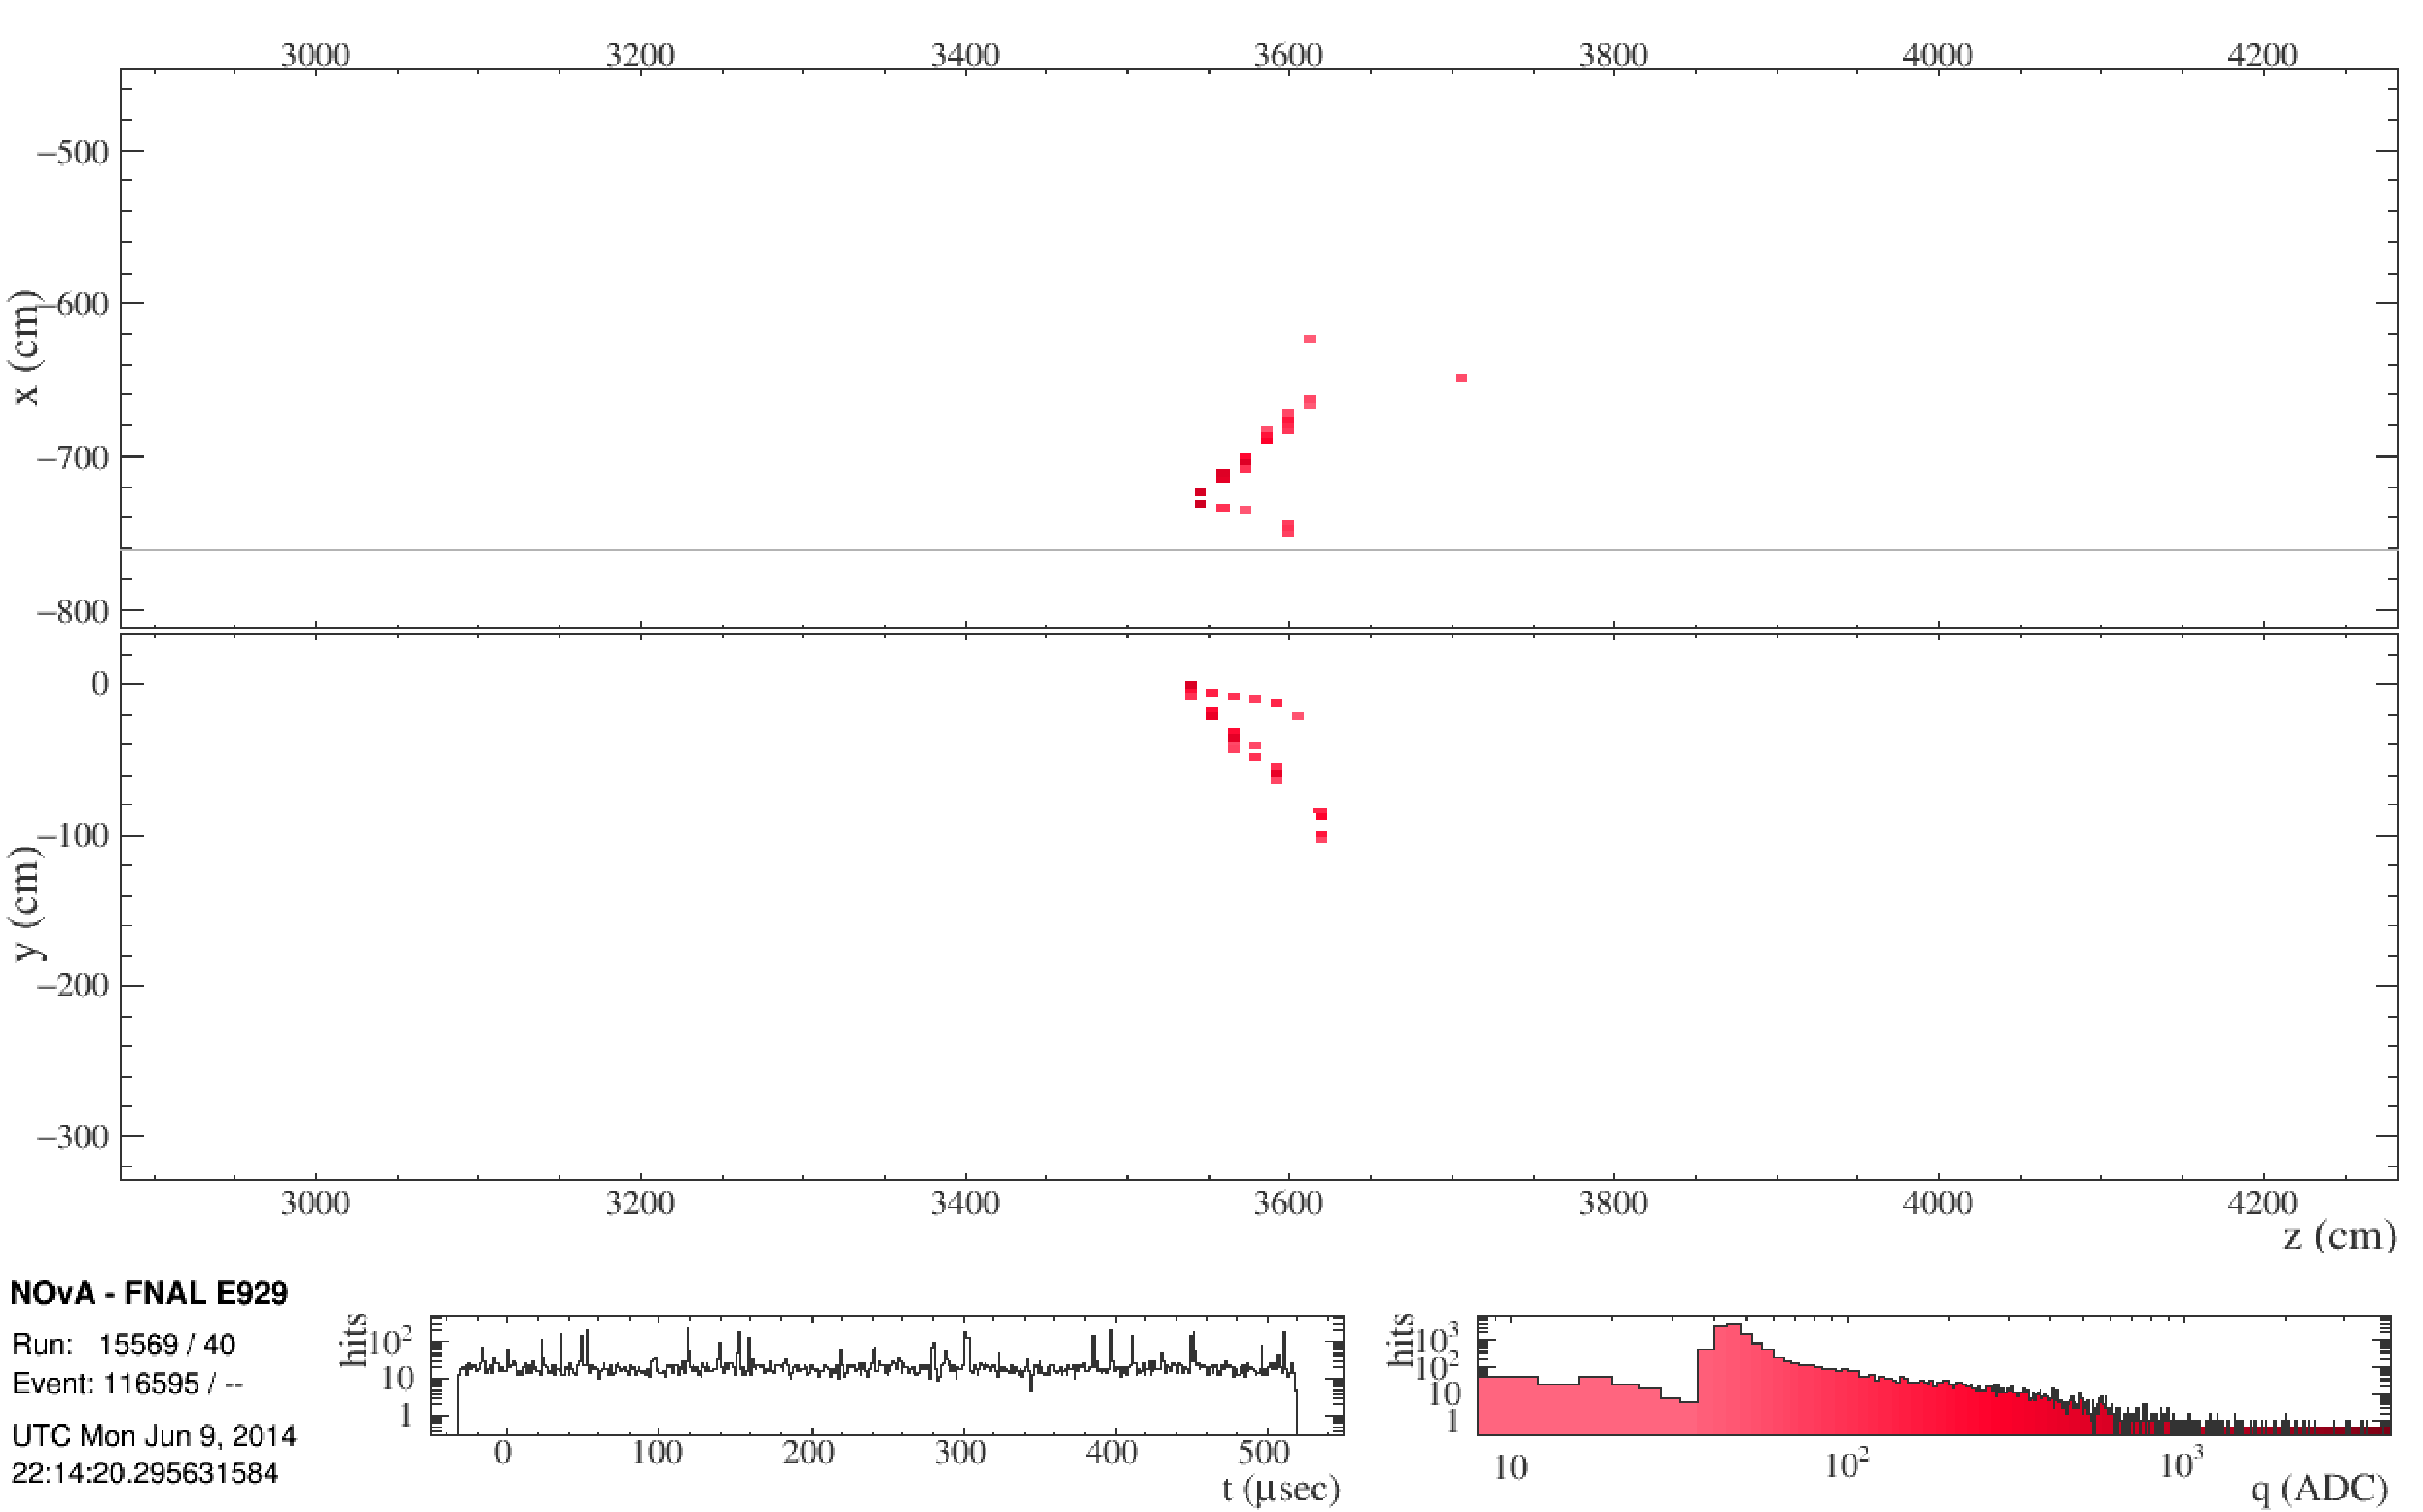 3000 3200 3400 3600 3800 4000 4200
x (cm)
−500
−600
−700
−800
y (cm)
0
−100
−200
−300
3000 3200 3400 3600 3800 4000 4200
z (cm)
NOvA - FNAL E929
Run: 15569 / 40
Event: 116595 / --
UTC Mon Jun 9, 2014
22:14:20.295631584
hits
10²
10
1
0 100 200 300 400 500
t (μsec)
hits
10³
10²
10
1
10 10² 10³
q (ADC)